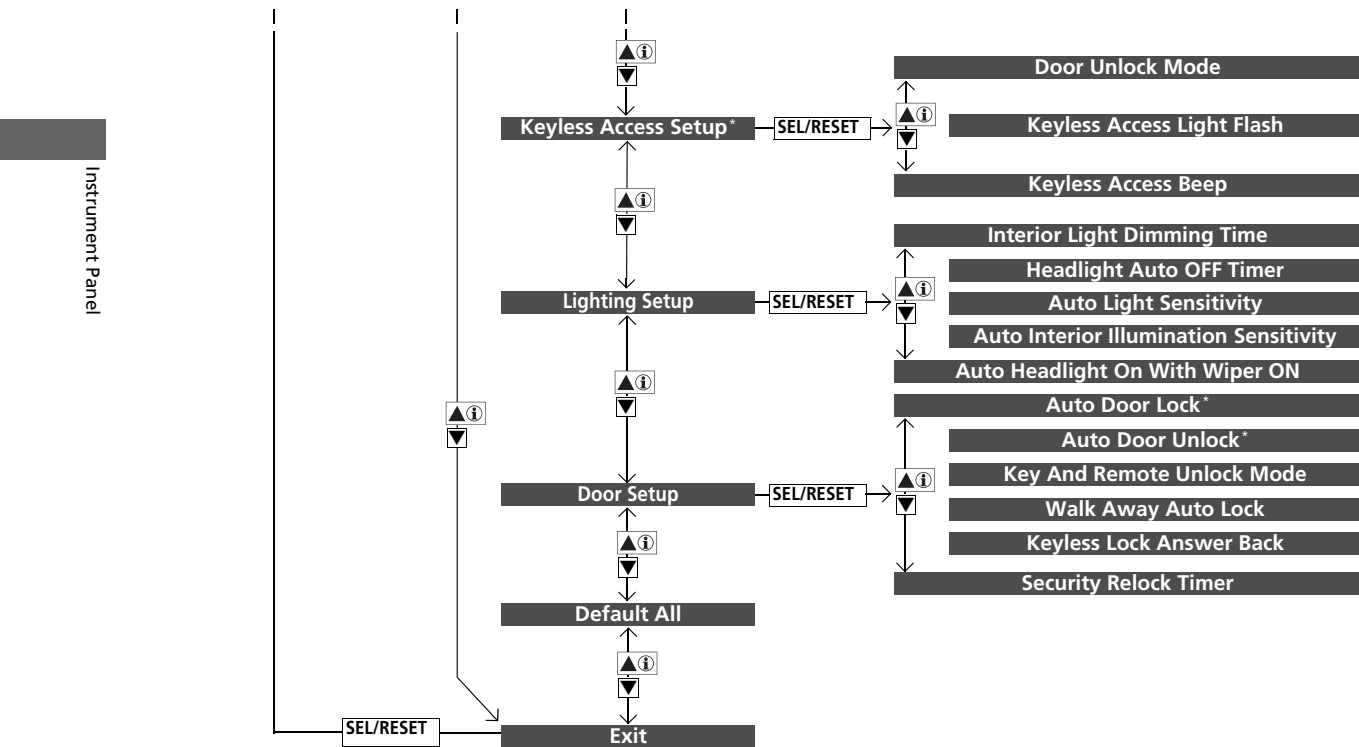 Instrument Panel
Keyless Access Setup*
SEL/RESET
Door Unlock Mode
Keyless Access Light Flash
Keyless Access Beep
Lighting Setup
SEL/RESET
Interior Light Dimming Time
Headlight Auto OFF Timer
Auto Light Sensitivity
Auto Interior Illumination Sensitivity
Auto Headlight On With Wiper ON
Door Setup
SEL/RESET
Auto Door Lock*
Auto Door Unlock*
Key And Remote Unlock Mode
Walk Away Auto Lock
Keyless Lock Answer Back
Security Relock Timer
Default All
SEL/RESET
Exit